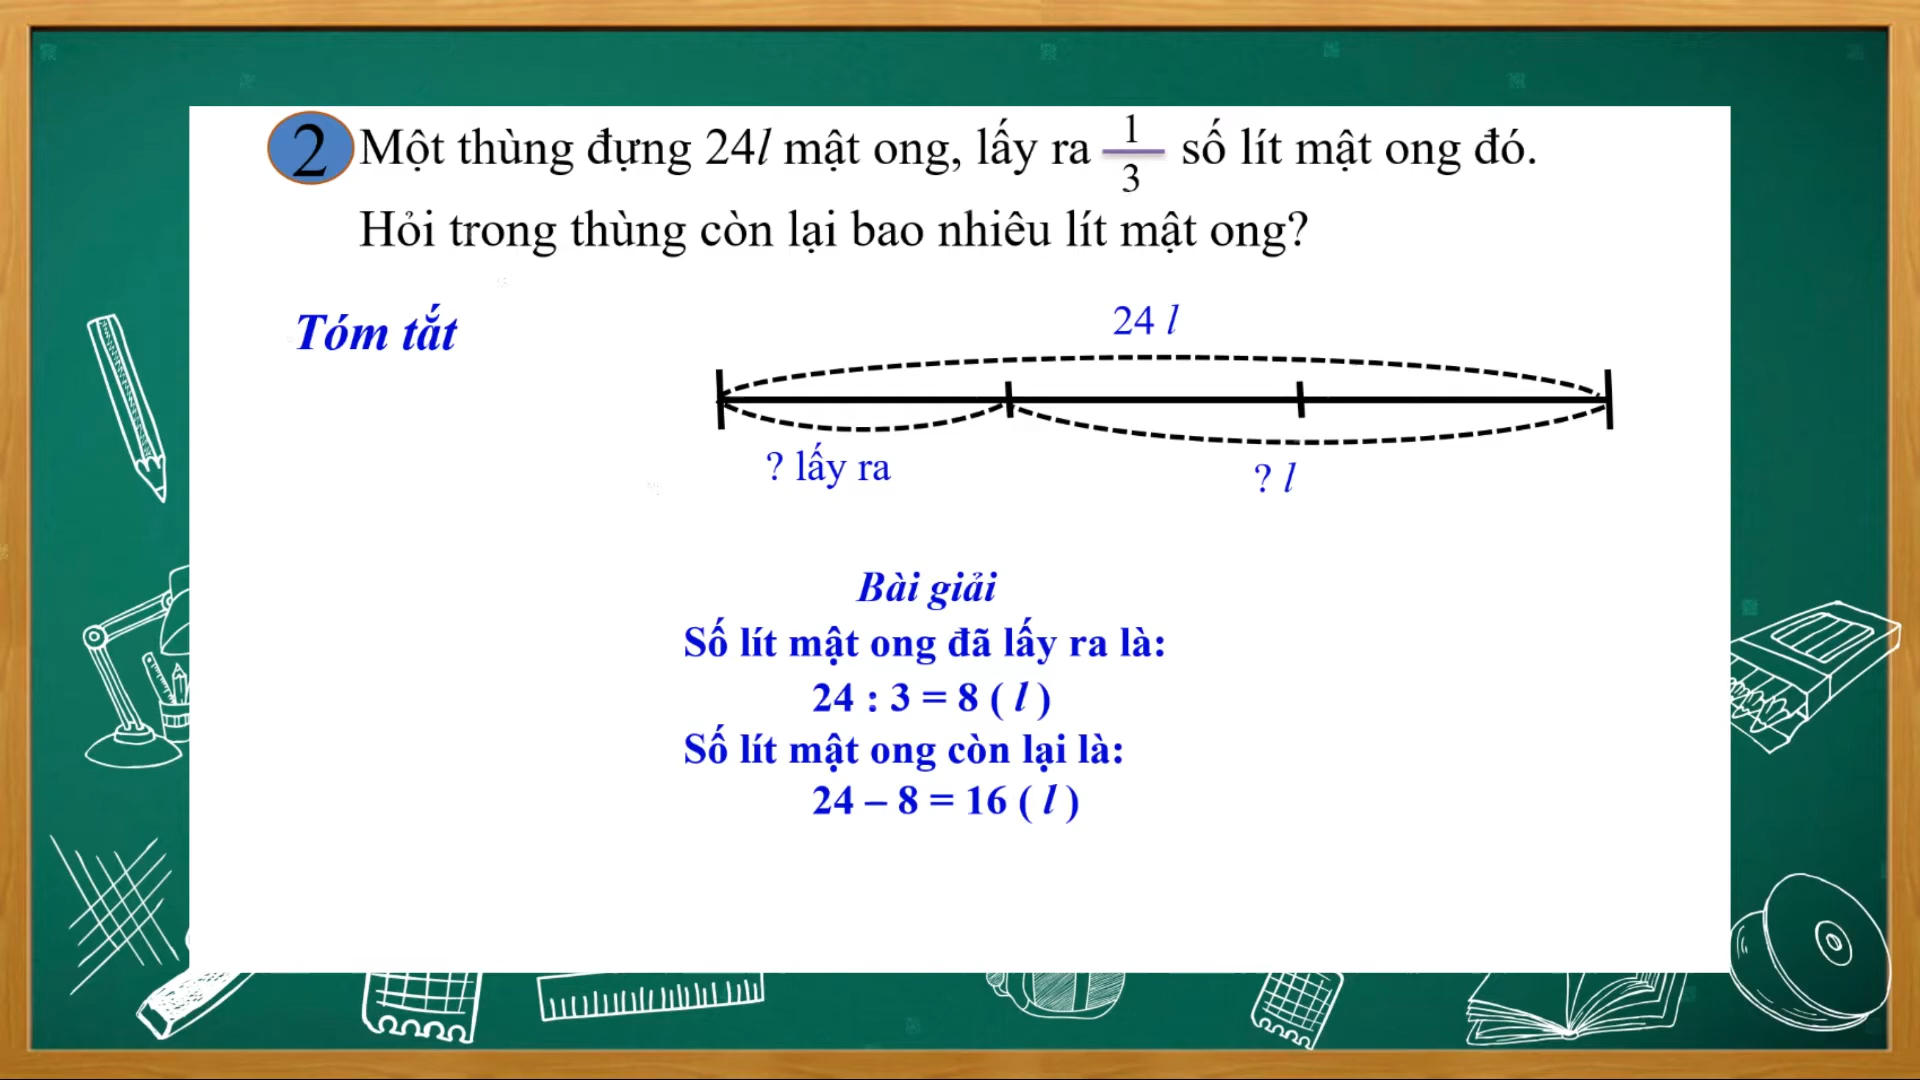 2 Một thùng đựng 24l mật ong, lấy ra 1/3 số lít mật ong đó.
Hỏi trong thùng còn lại bao nhiêu lít mật ong?
Tóm tắt
24 l
? lấy ra
? l
Bài giải
Số lít mật ong đã lấy ra là:
24 : 3 = 8 ( l )
Số lít mật ong còn lại là:
24 – 8 = 16 ( l )